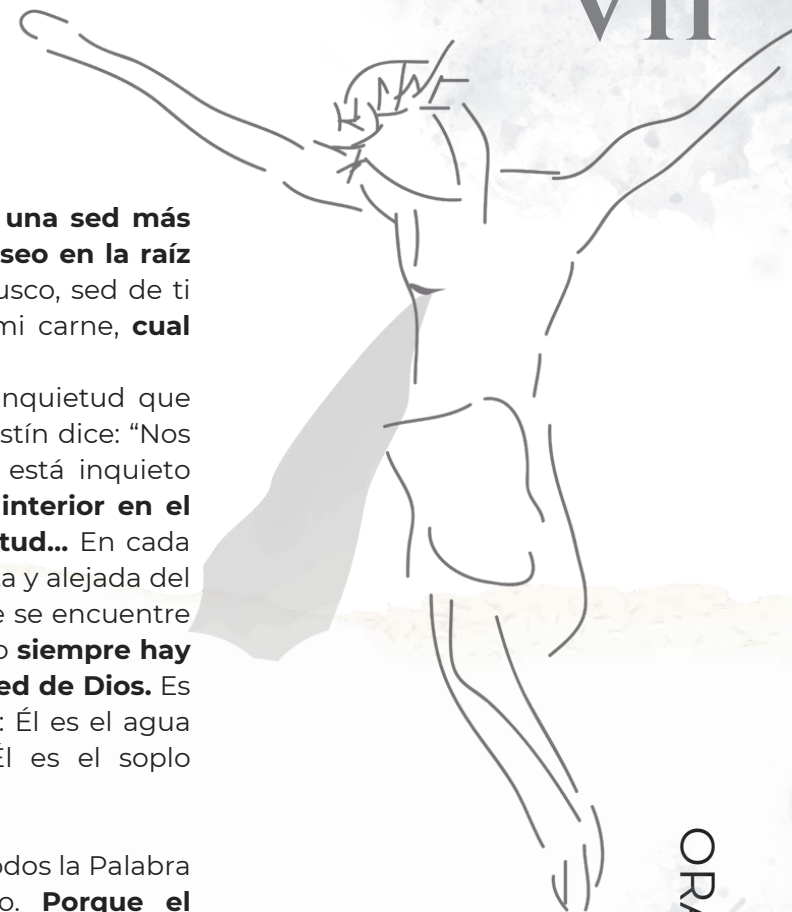 VII
una sed más
seo en la raíz
usco, sed de ti
mi carne, cual
nquietud que
stín dice: “Nos
está inquieto
interior en el
tud... En cada
a y alejada del
e se encuentre
o siempre hay
ed de Dios. Es
: Él es el agua
Él es el soplo
odos la Palabra
o. Porque el
ORA